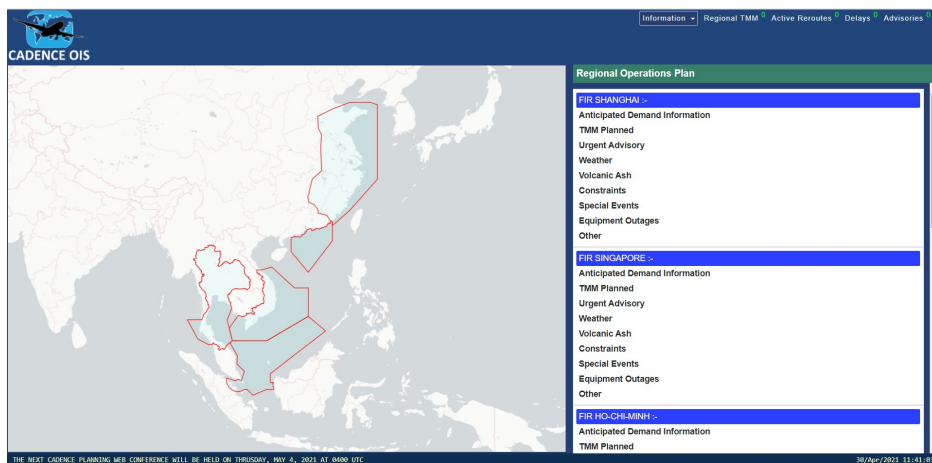 Information Regional TMM 0 Active Reroutes 0 Delays 0 Advisories 0
CADENCE OIS
Regional Operations Plan
FIR SHANGHAI :-
Anticipated Demand Information
TMM Planned
Urgent Advisory
Weather
Volcanic Ash
Constraints
Special Events
Equipment Outages
Other
FIR SINGAPORE :-
Anticipated Demand Information
TMM Planned
Urgent Advisory
Weather
Volcanic Ash
Constraints
Special Events
Equipment Outages
Other
FIR HO-CHI-MINH :-
Anticipated Demand Information
TMM Planned
THE NEXT CADENCE PLANNING WEB CONFERENCE WILL BE HELD ON THRUSDAY, MAY 4, 2021 AT 0400 UTC
30/Apr/2021 11:41:0